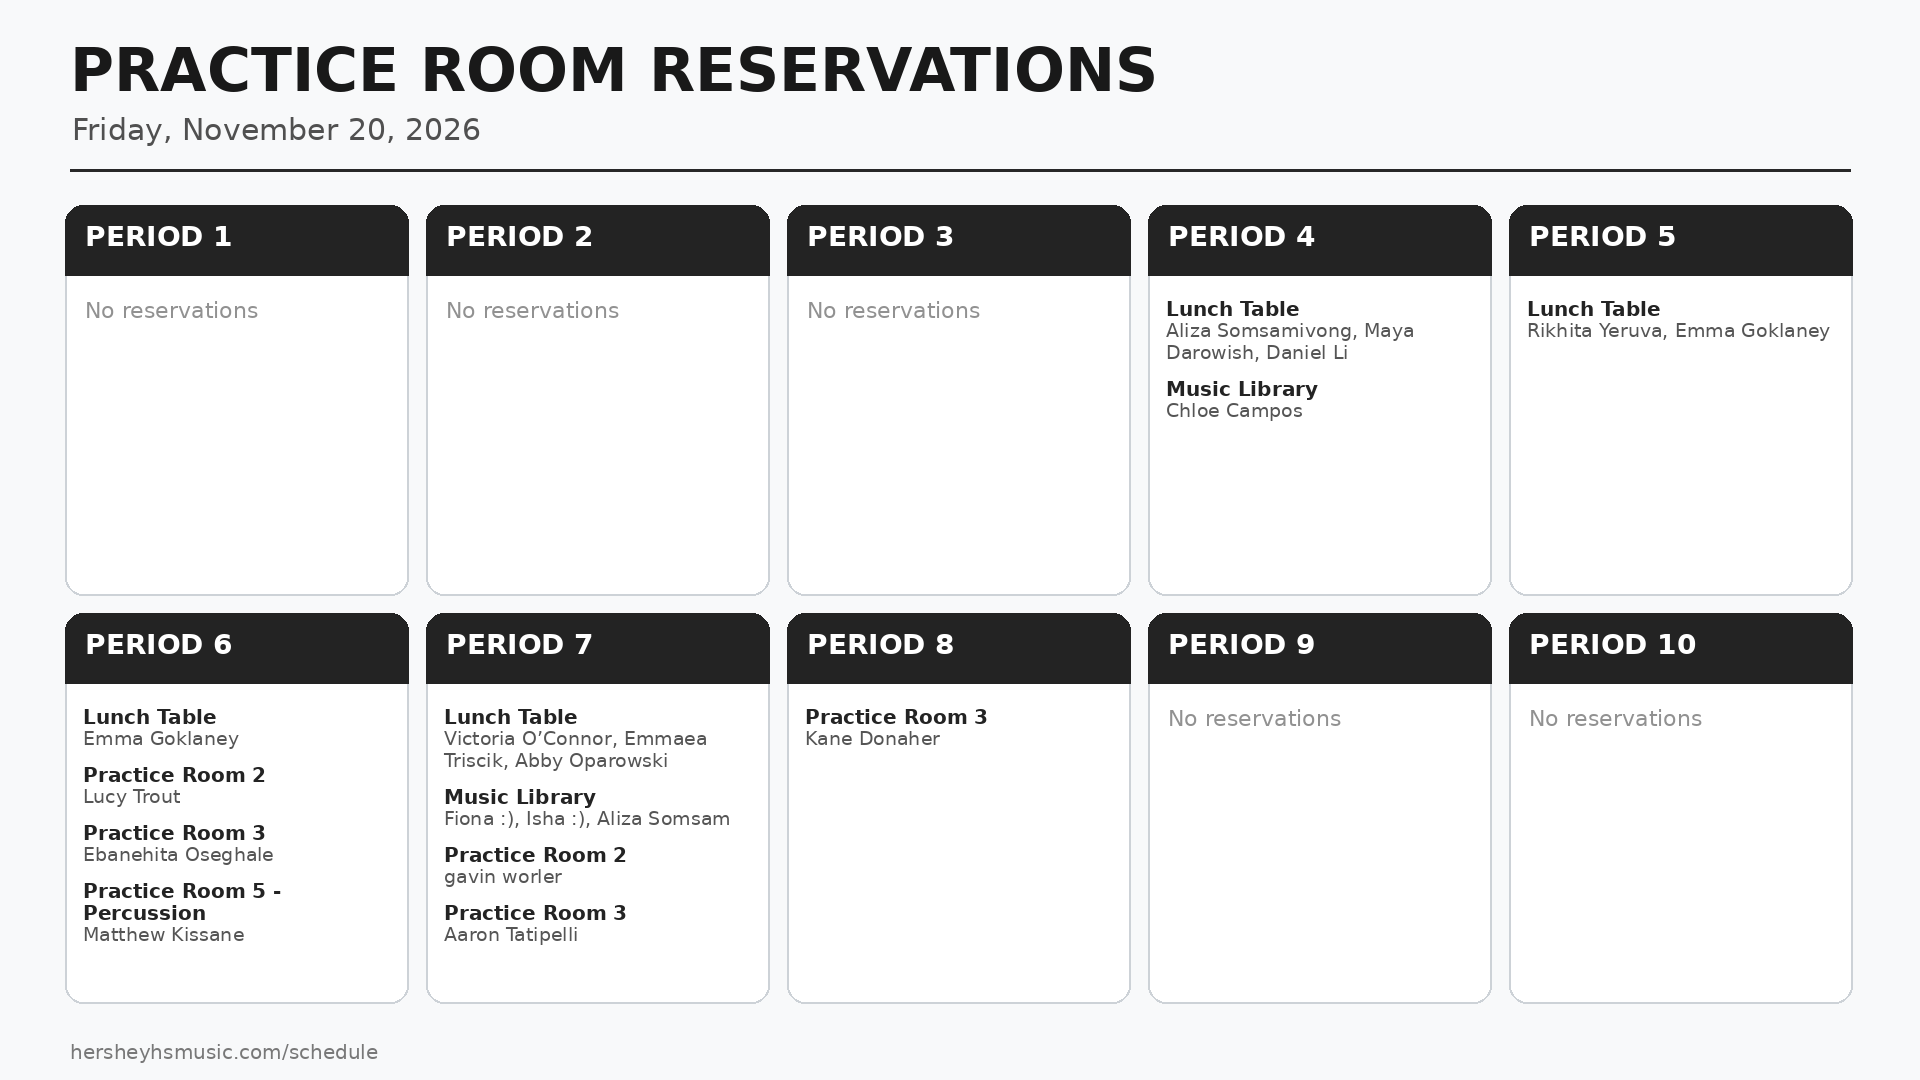 PRACTICE ROOM RESERVATIONS
Friday, November 20, 2026
PERIOD 1
No reservations
PERIOD 2
No reservations
PERIOD 3
No reservations
PERIOD 4
Lunch Table
Aliza Somsamivong, Maya
Darowish, Daniel Li
Music Library
Chloe Campos
PERIOD 5
Lunch Table
Rikhita Yeruva, Emma Goklaney
PERIOD 6
Lunch Table
Emma Goklaney
Practice Room 2
Lucy Trout
Practice Room 3
Ebanehita Oseghale
Practice Room 5 -
Percussion
Matthew Kissane
PERIOD 7
Lunch Table
Victoria O’Connor, Emmaea
Triscik, Abby Oparowski
Music Library
Fiona :), Isha :), Aliza Somsam
Practice Room 2
gavin worler
Practice Room 3
Aaron Tatipelli
PERIOD 8
Practice Room 3
Kane Donaher
PERIOD 9
No reservations
PERIOD 10
No reservations
hersheyhsmusic.com/schedule